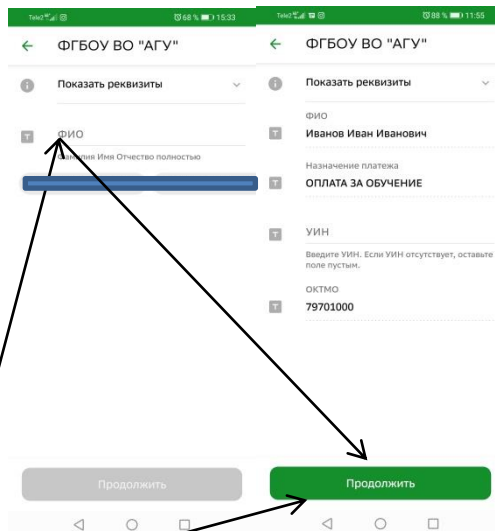 Tele2 68 % 15:33
ФГБОУ ВО "АГУ"
Показать реквизиты
ФИО
Фамилия Имя Отчество полностью
Продолжить
Tele2 88 % 11:55
ФГБОУ ВО "АГУ"
Показать реквизиты
ФИО
Иванов Иван Иванович
Назначение платежа
ОПЛАТА ЗА ОБУЧЕНИЕ
УИН
Введите УИН. Если УИН отсутствует, оставьте
поле пустым.
ОКТМО
79701000
Продолжить